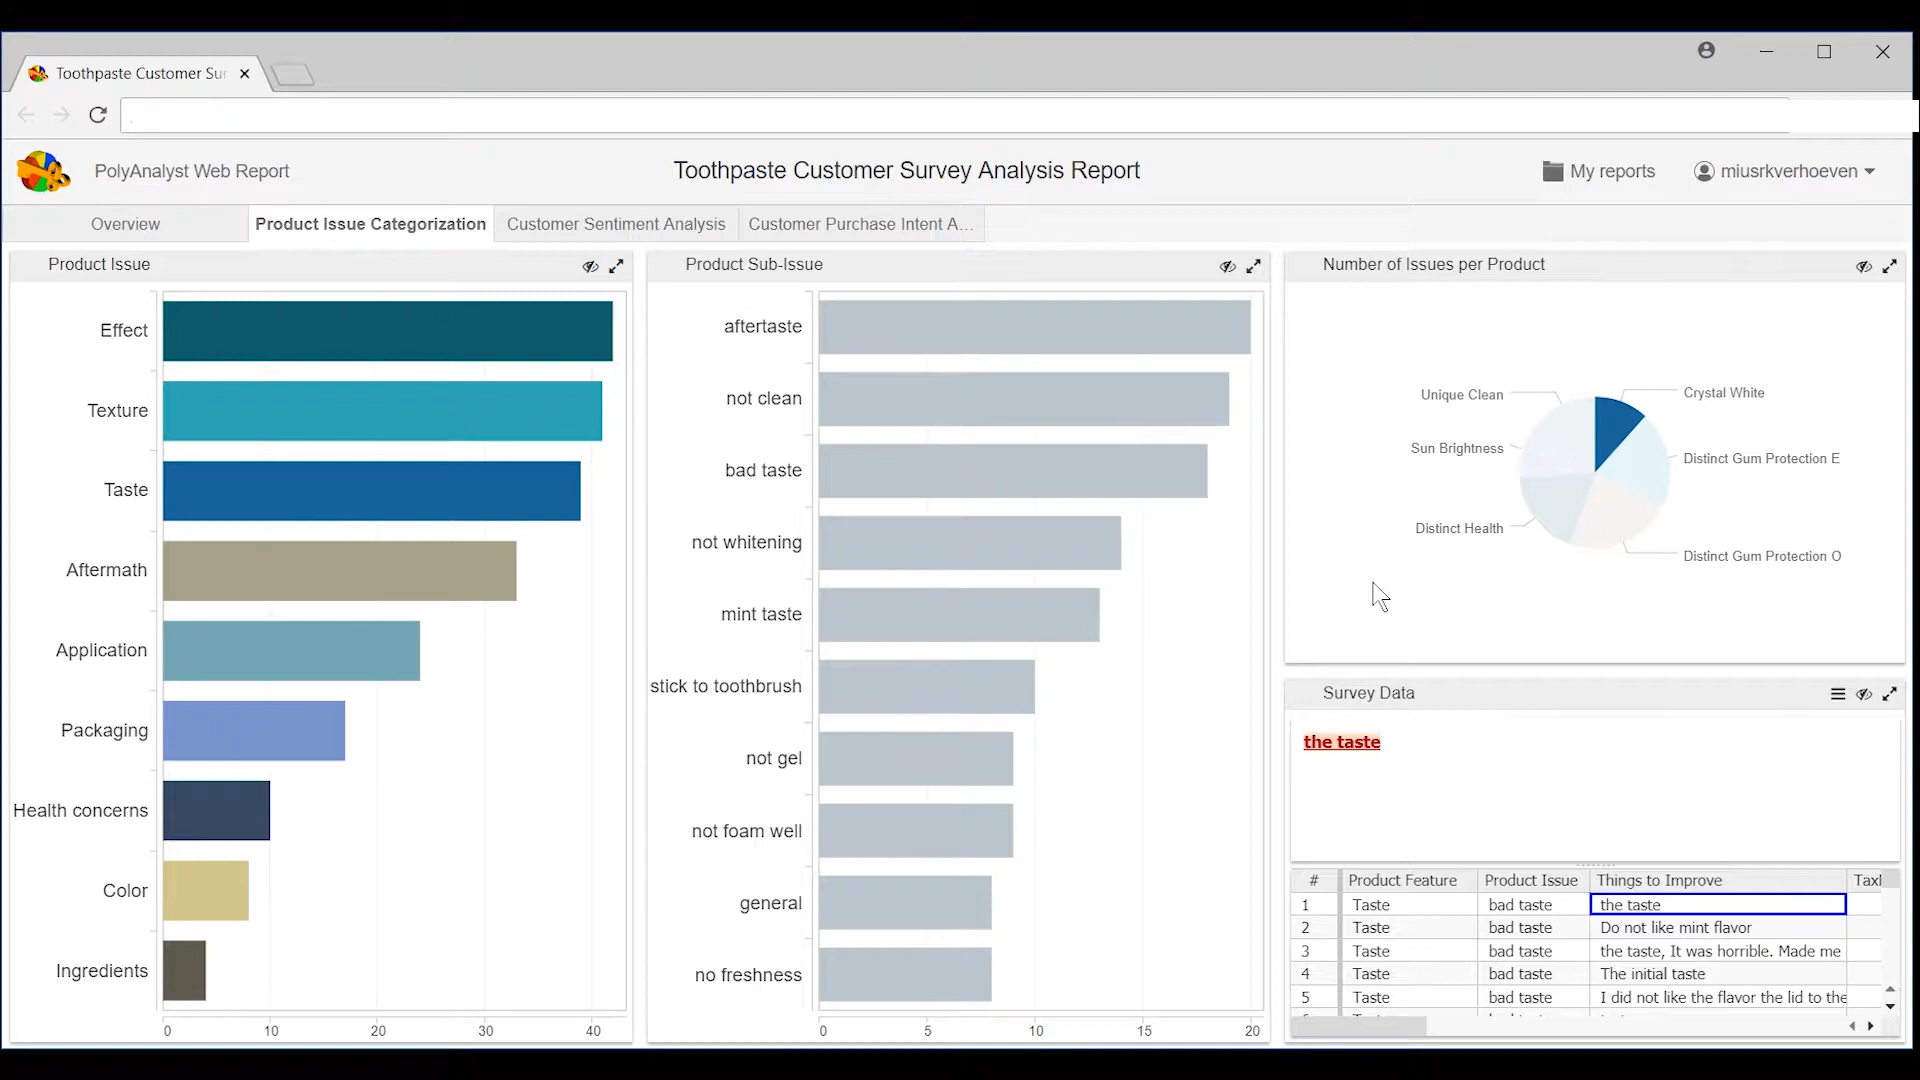 Toothpaste Customer Sur
PolyAnalyst Web Report
Toothpaste Customer Survey Analysis Report
My reports
miusrkverhoeven
Overview
Product Issue Categorization
Customer Sentiment Analysis
Customer Purchase Intent A...
Product Issue
Effect
Texture
Taste
Aftermath
Application
Packaging
Health concerns
Color
Ingredients
0 10 20 30 40
Product Sub-Issue
aftertaste
not clean
bad taste
not whitening
mint taste
stick to toothbrush
not gel
not foam well
general
no freshness
0 5 10 15 20
Number of Issues per Product
Unique Clean
Crystal White
Sun Brightness
Distinct Gum Protection E
Distinct Health
Distinct Gum Protection O
Survey Data
the taste
# Product Feature Product Issue Things to Improve
1 Taste bad taste the taste
2 Taste bad taste Do not like mint flavor
3 Taste bad taste the taste, It was horrible. Made me
4 Taste bad taste The initial taste
5 Taste bad taste I did not like the flavor the lid to the